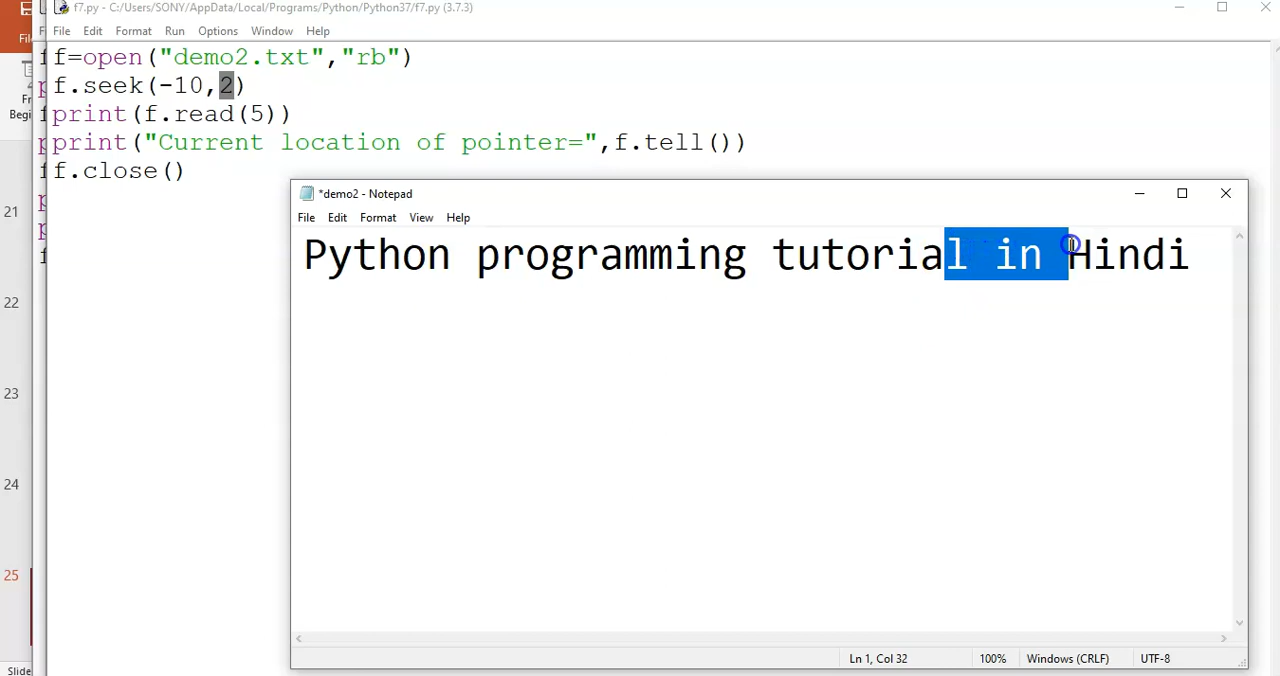 f7.py - C:/Users/SONY/AppData/Local/Programs/Python/Python37/f7.py (3.7.3)
File Edit Format Run Options Window Help
f=open("demo2.txt","rb")
f.seek(-10,2)
print(f.read(5))
print("Current location of pointer=",f.tell())
f.close()
*demo2 - Notepad
File Edit Format View Help
Python programming tutorial in Hindi
Ln 1, Col 32 100% Windows (CRLF) UTF-8
21
22
23
24
25